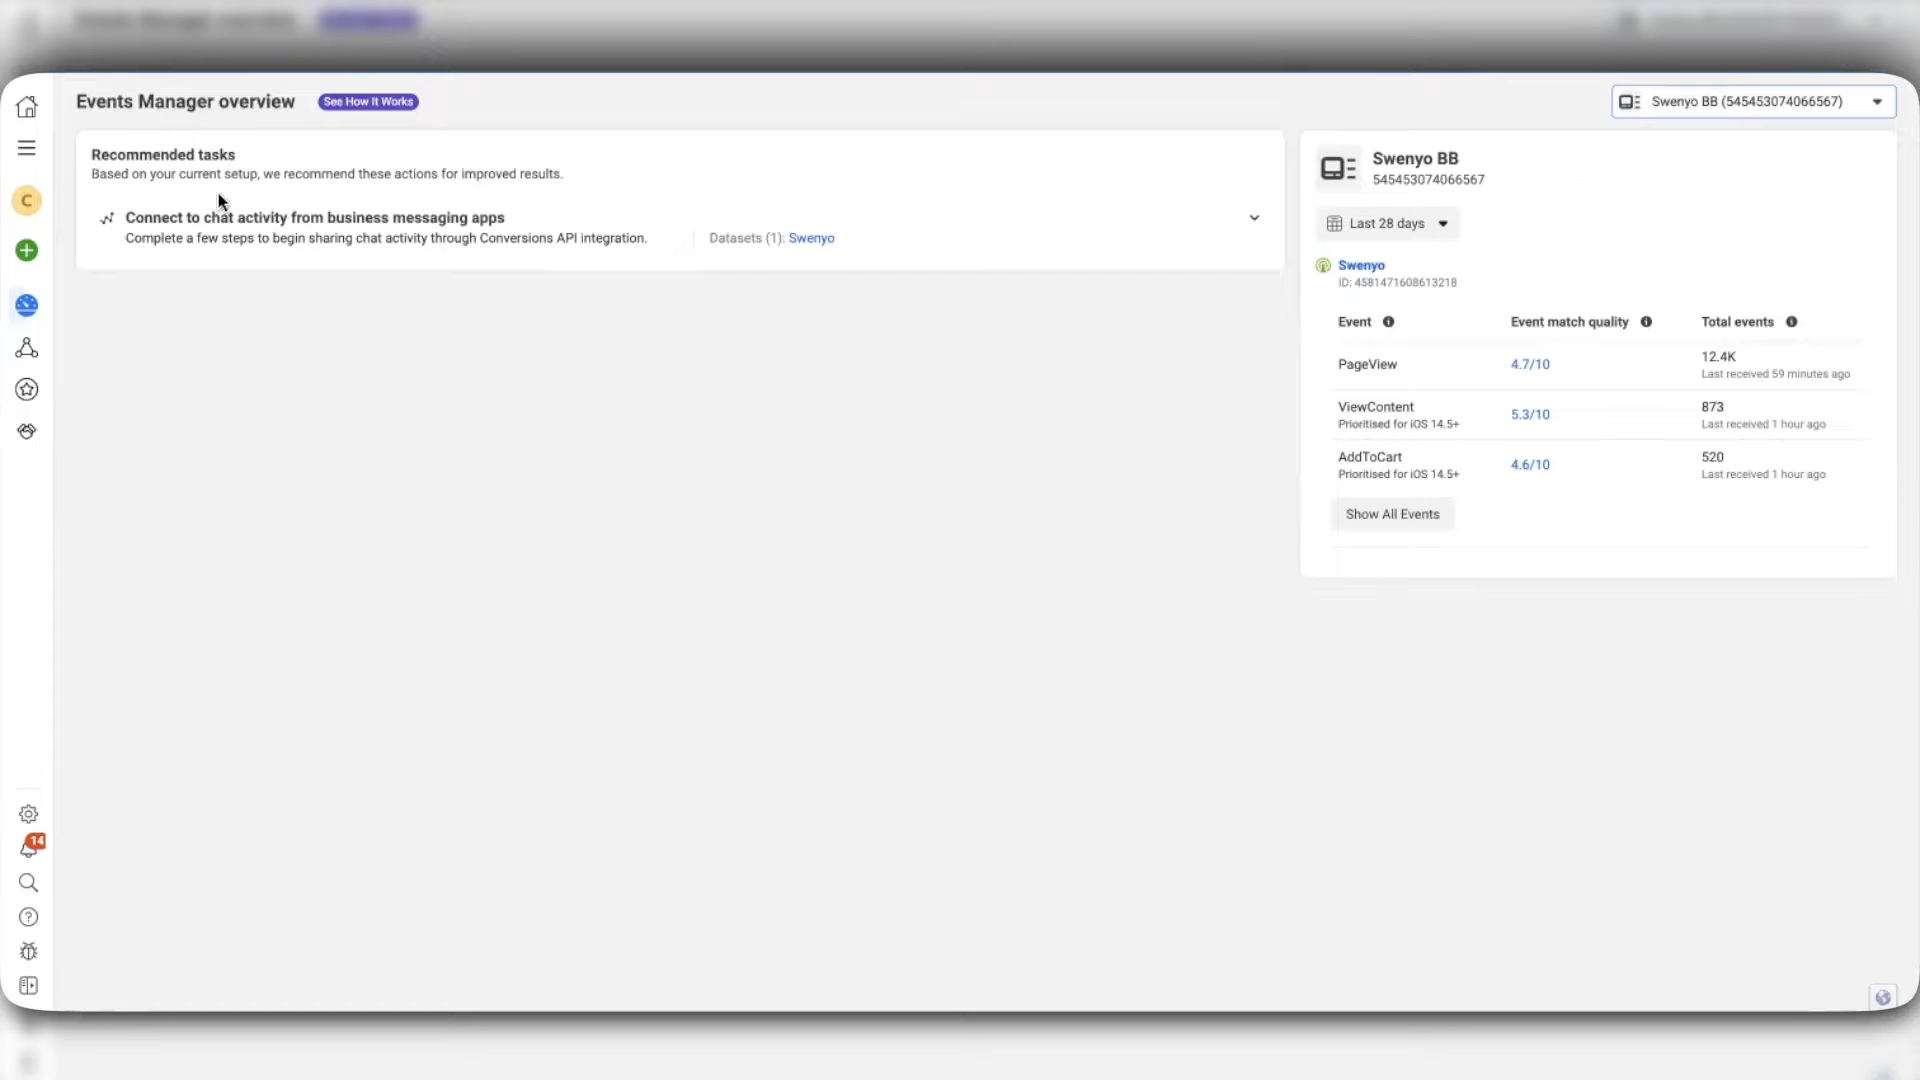 Events Manager overview
See How It Works
Swenyo BB (545453074066567)
Recommended tasks
Based on your current setup, we recommend these actions for improved results.
Connect to chat activity from business messaging apps
Complete a few steps to begin sharing chat activity through Conversions API integration.
Datasets (1): Swenyo
C
14
Swenyo BB
545453074066567
Last 28 days
Swenyo
ID: 4581471608613218
Event Event match quality Total events
PageView 4.7/10 12.4K
Last received 59 minutes ago
ViewContent 5.3/10 873
Prioritised for iOS 14.5+ Last received 1 hour ago
AddToCart 4.6/10 520
Prioritised for iOS 14.5+ Last received 1 hour ago
Show All Events